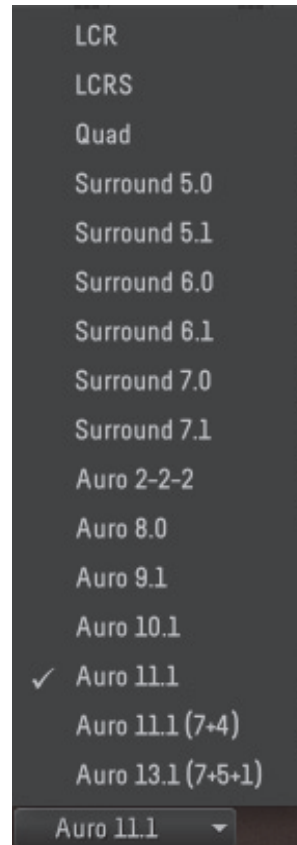 LCR
LCRS
Quad
Surround 5.0
Surround 5.1
Surround 6.0
Surround 6.1
Surround 7.0
Surround 7.1
Auro 2-2-2
Auro 8.0
Auro 9.1
Auro 10.1
✓ Auro 11.1
Auro 11.1 (7+4)
Auro 13.1 (7+5+1)
Auro 11.1